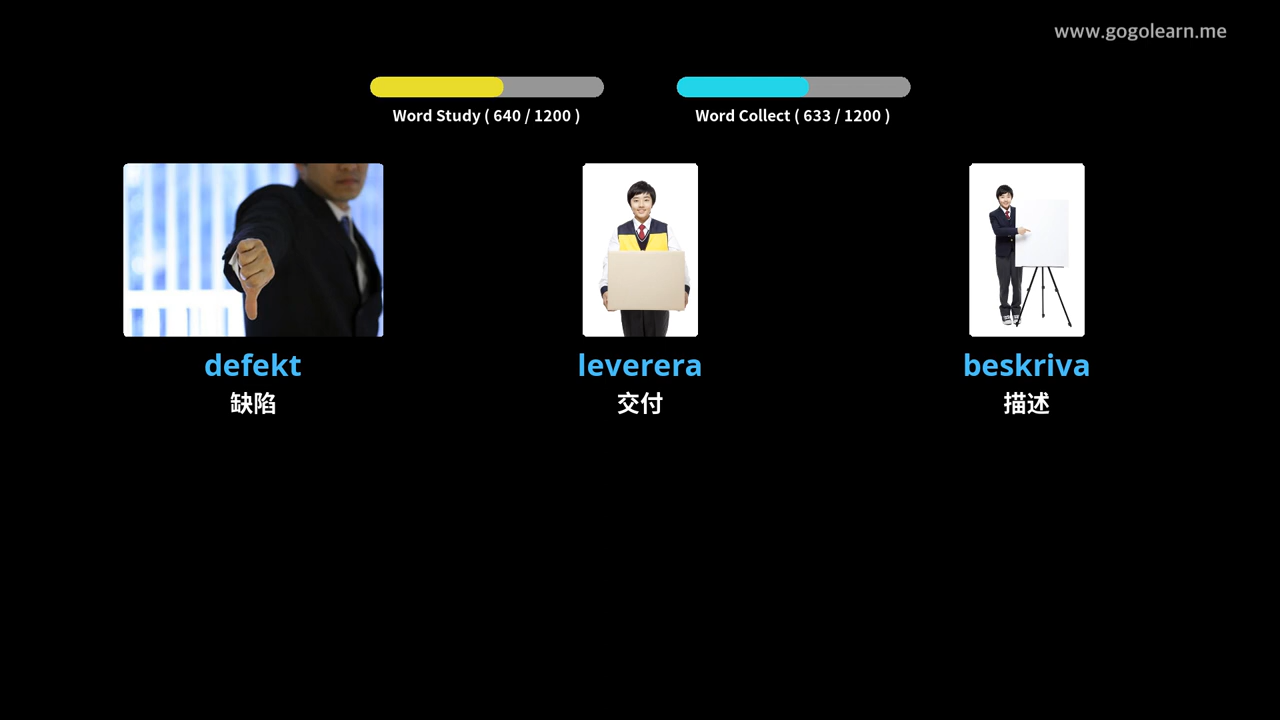 www.gogolearn.me
Word Study ( 640 / 1200 )
Word Collect ( 633 / 1200 )
defekt
leverera
beskriva
缺陷
交付
描述